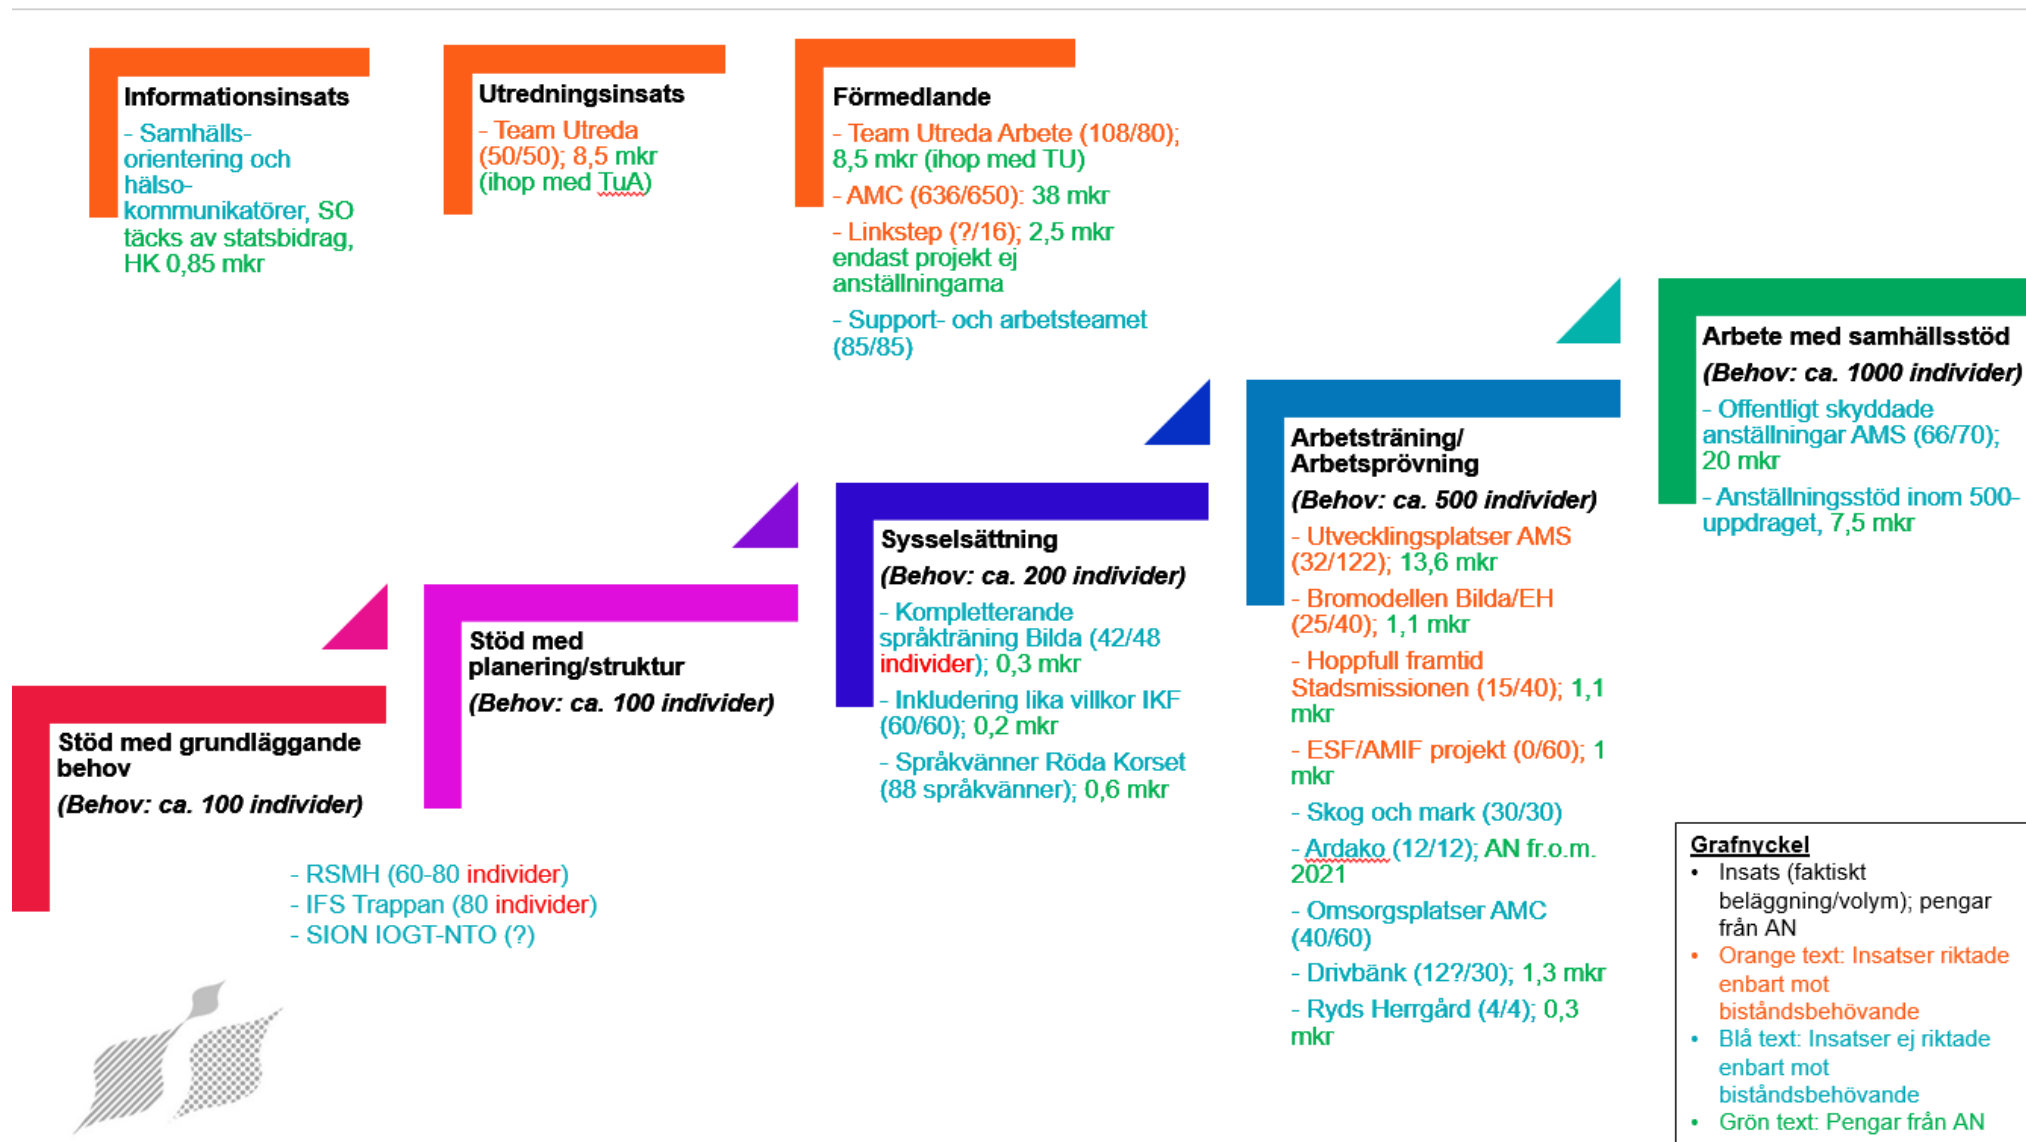 Informationsinsats
- Samhälls-
orientering och
hälso-
kommunikatörer, SO
täcks av statsbidrag,
HK 0,85 mkr
Utredningsinsats
- Team Utreda
(50/50); 8,5 mkr
(ihop med TuA)
Förmedlande
- Team Utreda Arbete (108/80);
8,5 mkr (ihop med TU)
- AMC (636/650): 38 mkr
- Linkstep (?/16); 2,5 mkr
endast projekt ej
anställningarna
- Support- och arbetsteamet
(85/85)
Stöd med grundläggande
behov
(Behov: ca. 100 individer)
Stöd med
planering/struktur
(Behov: ca. 100 individer)
- RSMH (60-80 individer)
- IFS Trappan (80 individer)
- SION IOGT-NTO (?)
Sysselsättning
(Behov: ca. 200 individer)
- Kompletterande
språkträning Bilda (42/48
individer); 0,3 mkr
- Inkludering lika villkor IKF
(60/60); 0,2 mkr
- Språkvänner Röda Korset
(88 språkvänner); 0,6 mkr
Arbetsträning/
Arbetsprövning
(Behov: ca. 500 individer)
- Utvecklingsplatser AMS
(32/122); 13,6 mkr
- Bromodellen Bilda/EH
(25/40); 1,1 mkr
- Hoppfull framtid
Stadsmissionen (15/40); 1,1
mkr
- ESF/AMIF projekt (0/60); 1
mkr
- Skog och mark (30/30)
- Ardako (12/12); AN fr.o.m.
2021
- Omsorgsplatser AMC
(40/60)
- Drivbänk (12?/30); 1,3 mkr
- Ryds Herrgård (4/4); 0,3
mkr
Arbete med samhällsstöd
(Behov: ca. 1000 individer)
- Offentligt skyddade
anställningar AMS (66/70);
20 mkr
- Anställningsstöd inom 500-
uppdraget, 7,5 mkr
Grafnyckel
• Insats (faktiskt
beläggning/volym); pengar
från AN
• Orange text: Insatser riktade
enbart mot
biståndsbehövande
• Blå text: Insatser ej riktade
enbart mot
biståndsbehövande
• Grön text: Pengar från AN